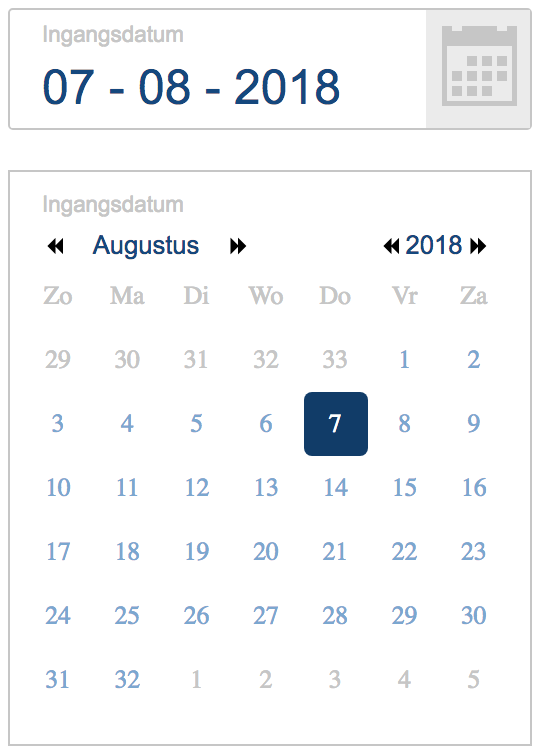 Ingangsdatum
07 - 08 - 2018
Ingangsdatum
Augustus 2018
Zo Ma Di Wo Do Vr Za
29 30 31 32 33 1 2
3 4 5 6 7 8 9
10 11 12 13 14 15 16
17 18 19 20 21 22 23
24 25 26 27 28 29 30
31 32 1 2 3 4 5